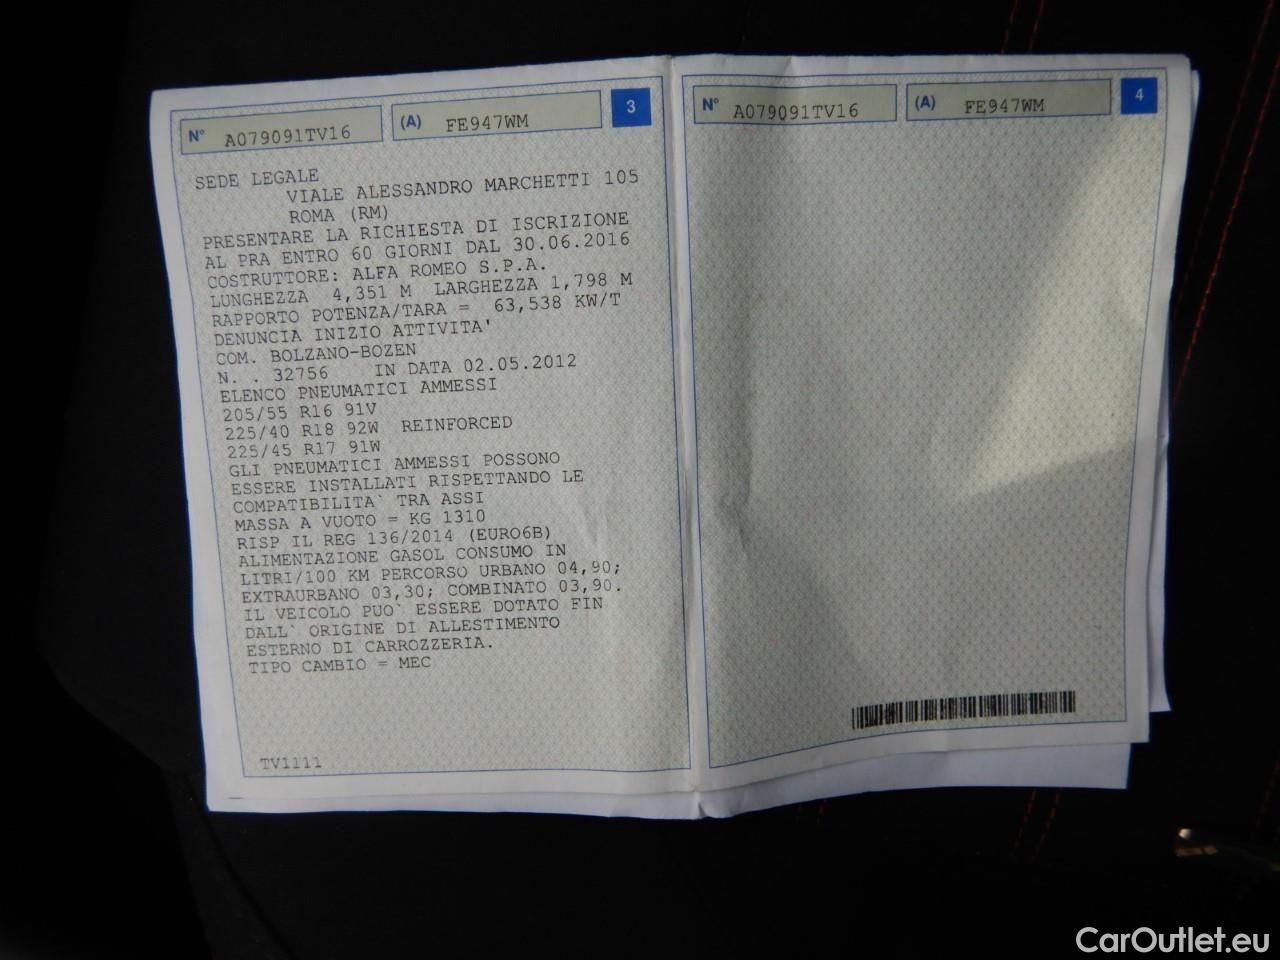 N° A079091TV16 (A) FE947WM 3
SEDE LEGALE
VIALE ALESSANDRO MARCHETTI 105
ROMA (RM)
PRESENTARE LA RICHIESTA DI ISCRIZIONE
AL PRA ENTRO 60 GIORNI DAL 30.06.2016
COSTRUTTORE: ALFA ROMEO S.P.A.
LUNGHEZZA 4,351 M LARGHEZZA 1,798 M
RAPPORTO POTENZA/TARA = 63,538 KW/T
DENUNCIA INIZIO ATTIVITA'
COM. BOLZANO-BOZEN
N. . 32756 IN DATA 02.05.2012
ELENCO PNEUMATICI AMMESSI
205/55 R16 91V
225/40 R18 92W REINFORCED
225/45 R17 91W
GLI PNEUMATICI AMMESSI POSSONO
ESSERE INSTALLATI RISPETTANDO LE
COMPATIBILITA` TRA ASSI
MASSA A VUOTO = KG 1310
RISP IL REG 136/2014 (EURO6B)
ALIMENTAZIONE GASOL CONSUMO IN
LITRI/100 KM PERCORSO URBANO 04,90;
EXTRAURBANO 03,30; COMBINATO 03,90.
IL VEICOLO PUO` ESSERE DOTATO FIN
DALL` ORIGINE DI ALLESTIMENTO
ESTERNO DI CARROZZERIA.
TIPO CAMBIO = MEC
TV1111
N° A079091TV16 (A) FE947WM 4
CarOutlet.eu